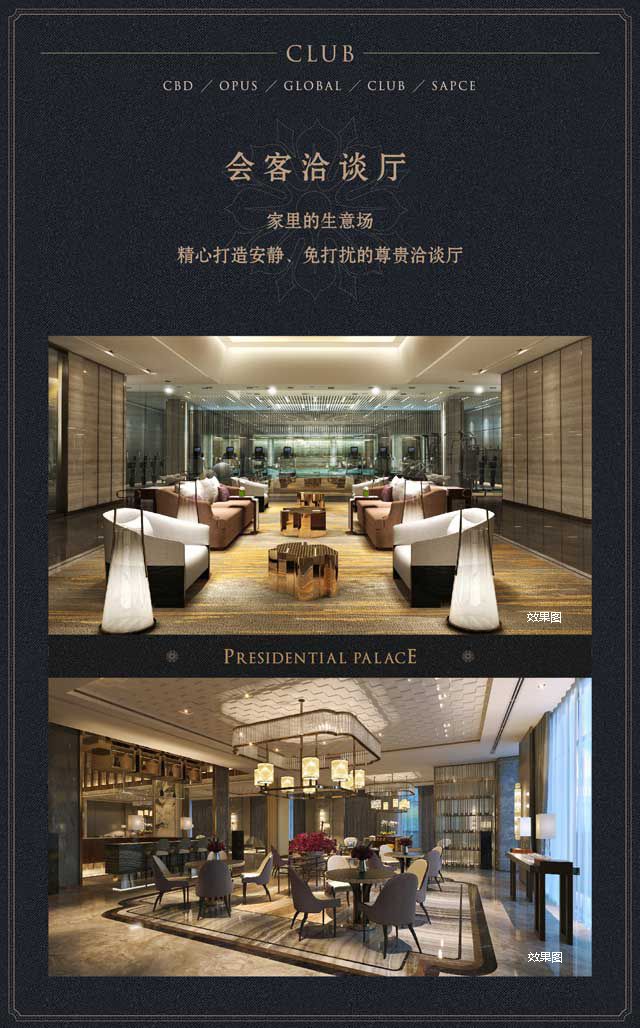 CLUB
CBD / OPUS / GLOBAL / CLUB / SAPCE
会客洽谈厅
家里的生意场
精心打造安静、免打扰的尊贵洽谈厅
效果图
PRESIDENTIAL PALACE
效果图